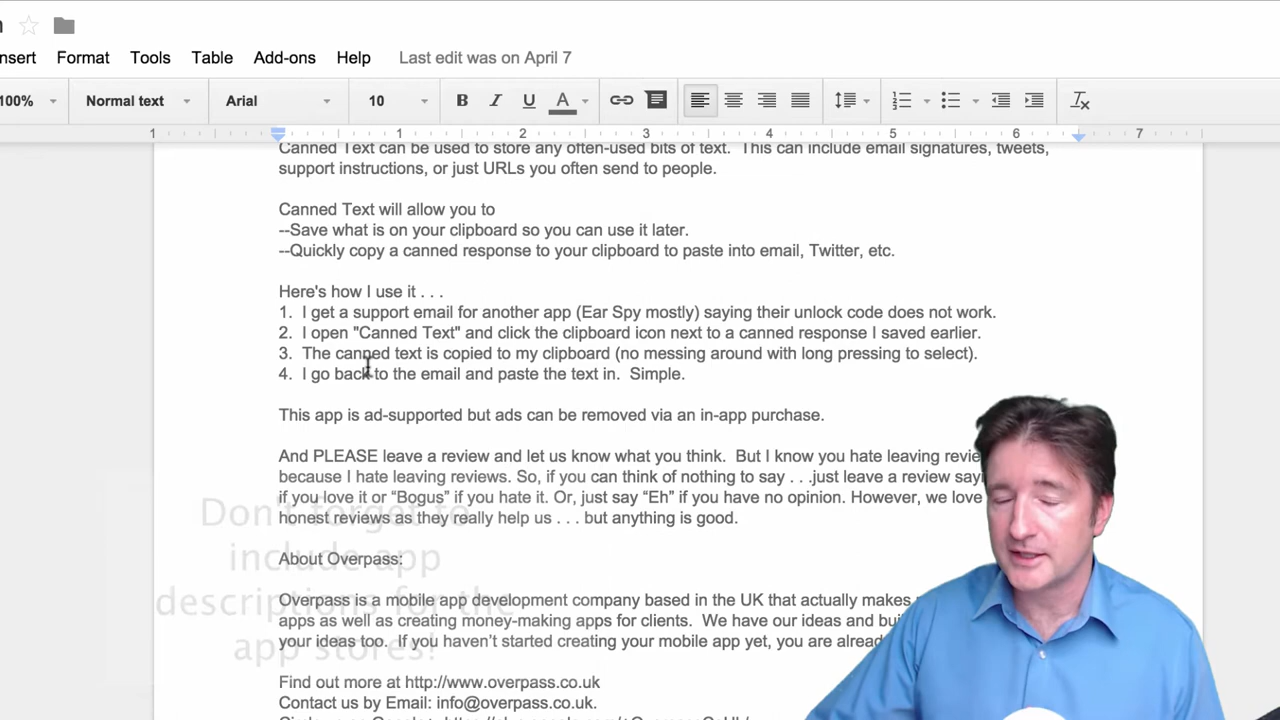 nsert Format Tools Table Add-ons Help Last edit was on April 7
100% Normal text Arial 10 B I U A
1 1 2 3 4 5 6 7
Canned Text can be used to store any often-used bits of text. This can include email signatures, tweets,
support instructions, or just URLs you often send to people.
Canned Text will allow you to
--Save what is on your clipboard so you can use it later.
--Quickly copy a canned response to your clipboard to paste into email, Twitter, etc.
Here's how I use it . . .
1. I get a support email for another app (Ear Spy mostly) saying their unlock code does not work.
2. I open "Canned Text" and click the clipboard icon next to a canned response I saved earlier.
3. The canned text is copied to my clipboard (no messing around with long pressing to select).
4. I go back to the email and paste the text in. Simple.
This app is ad-supported but ads can be removed via an in-app purchase.
And PLEASE leave a review and let us know what you think. But I know you hate leaving revie
because I hate leaving reviews. So, if you can think of nothing to say . . .just leave a review sayi
if you love it or “Bogus” if you hate it. Or, just say “Eh” if you have no opinion. However, we love
honest reviews as they really help us . . . but anything is good.
Don't forget to
include app
descriptions for the
app stores!
About Overpass:
Overpass is a mobile app development company based in the UK that actually makes
apps as well as creating money-making apps for clients. We have our ideas and bui
your ideas too. If you haven’t started creating your mobile app yet, you are alread
Find out more at http://www.overpass.co.uk
Contact us by Email: info@overpass.co.uk.